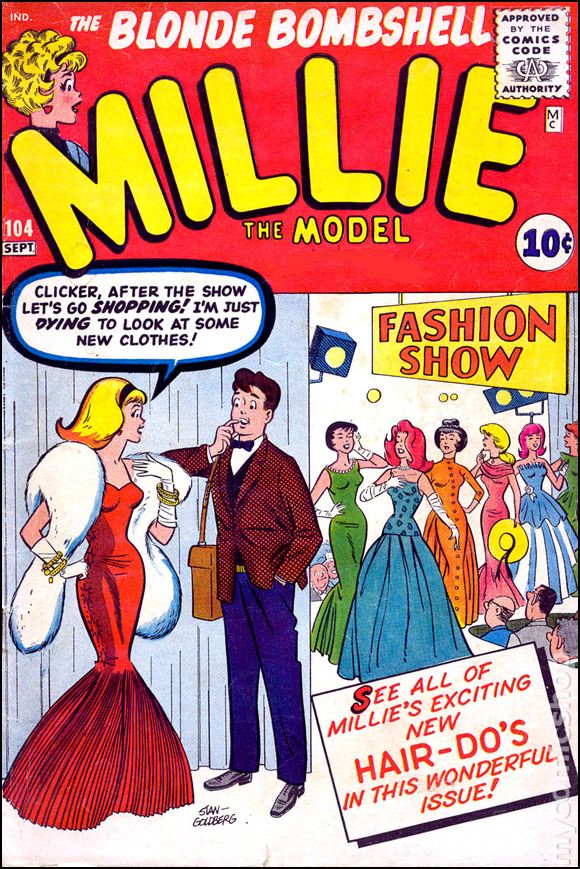 IND.
THE BLONDE BOMBSHELL
APPROVED
BY THE
COMICS
CODE
CA
AUTHORITY
MILLIE
THE MODEL
MC
104
SEPT.
10¢
CLICKER, AFTER THE SHOW
LET'S GO SHOPPING! I'M JUST
DYING TO LOOK AT SOME
NEW CLOTHES!
FASHION
SHOW
SEE ALL OF
MILLIE'S EXCITING
NEW
HAIR-DO'S
IN THIS WONDERFUL
ISSUE!
STAN-
GOLDBERG
mycomicshop